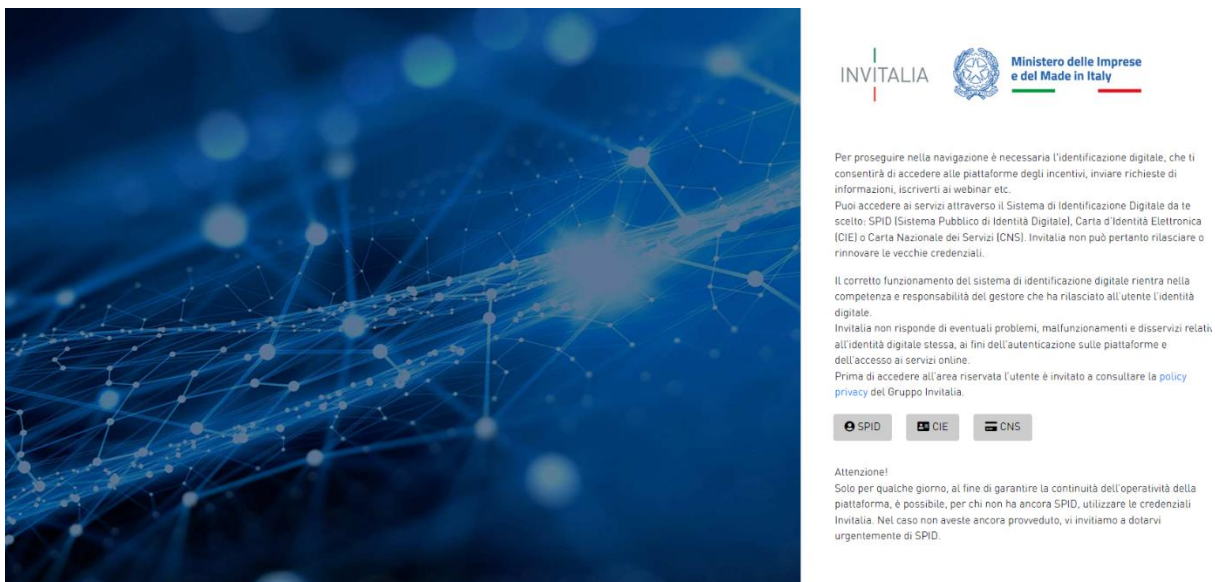 INVITALIA
Ministero delle Imprese
e del Made in Italy
Per proseguire nella navigazione è necessaria l'identificazione digitale, che ti
consentirà di accedere alle piattaforme degli incentivi, inviare richieste di
informazioni, iscriverti ai webinar etc.
Puoi accedere ai servizi attraverso il Sistema di Identificazione Digitale da te
scelto: SPID (Sistema Pubblico di Identità Digitale), Carta d'Identità Elettronica
(CIE) o Carta Nazionale dei Servizi (CNS). Invitalia non può pertanto rilasciare o
rinnovare le vecchie credenziali.
Il corretto funzionamento del sistema di identificazione digitale rientra nella
competenza e responsabilità del gestore che ha rilasciato all'utente l'identità
digitale.
Invitalia non risponde di eventuali problemi, malfunzionamenti e disservizi relati
all'identità digitale stessa, ai fini dell'autenticazione sulle piattaforme e
dell'accesso ai servizi online.
Prima di accedere all'area riservata l'utente è invitato a consultare la policy
privacy del Gruppo Invitalia.
SPID CIE CNS
Attenzione!
Solo per qualche giorno, al fine di garantire la continuità dell'operatività della
piattaforma, è possibile, per chi non ha ancora SPID, utilizzare le credenziali
Invitalia. Nel caso non aveste ancora provveduto, vi invitiamo a dotarvi
urgentemente di SPID.